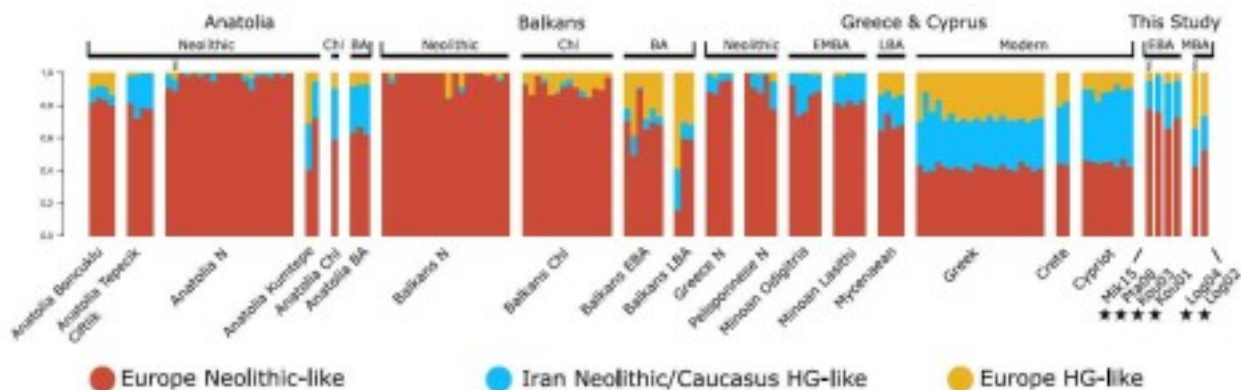 Anatolia Balkans Greece & Cyprus This Study
Neolithic Chl BA Neolithic Chl BA Neolithic EMBA LBA Modern EBA MBA
1.0
0.8
0.6
0.4
0.2
0.0
Anatolia Boncuklu
Anatolia Tepecik
Ciftlik
Anatolia N
Anatolia Kumtepe
Anatolia Chl
Anatolia BA
Balkans N
Balkans Chl
Balkans EBA
Balkans LBA
Greece N
Peloponnese N
Minoan Odigitria
Minoan Lasithi
Mycenaean
Greek
Crete
Cypriot
Mik15
Kou01
Log04
Log02
Europe Neolithic-like Iran Neolithic/Caucasus HG-like Europe HG-like